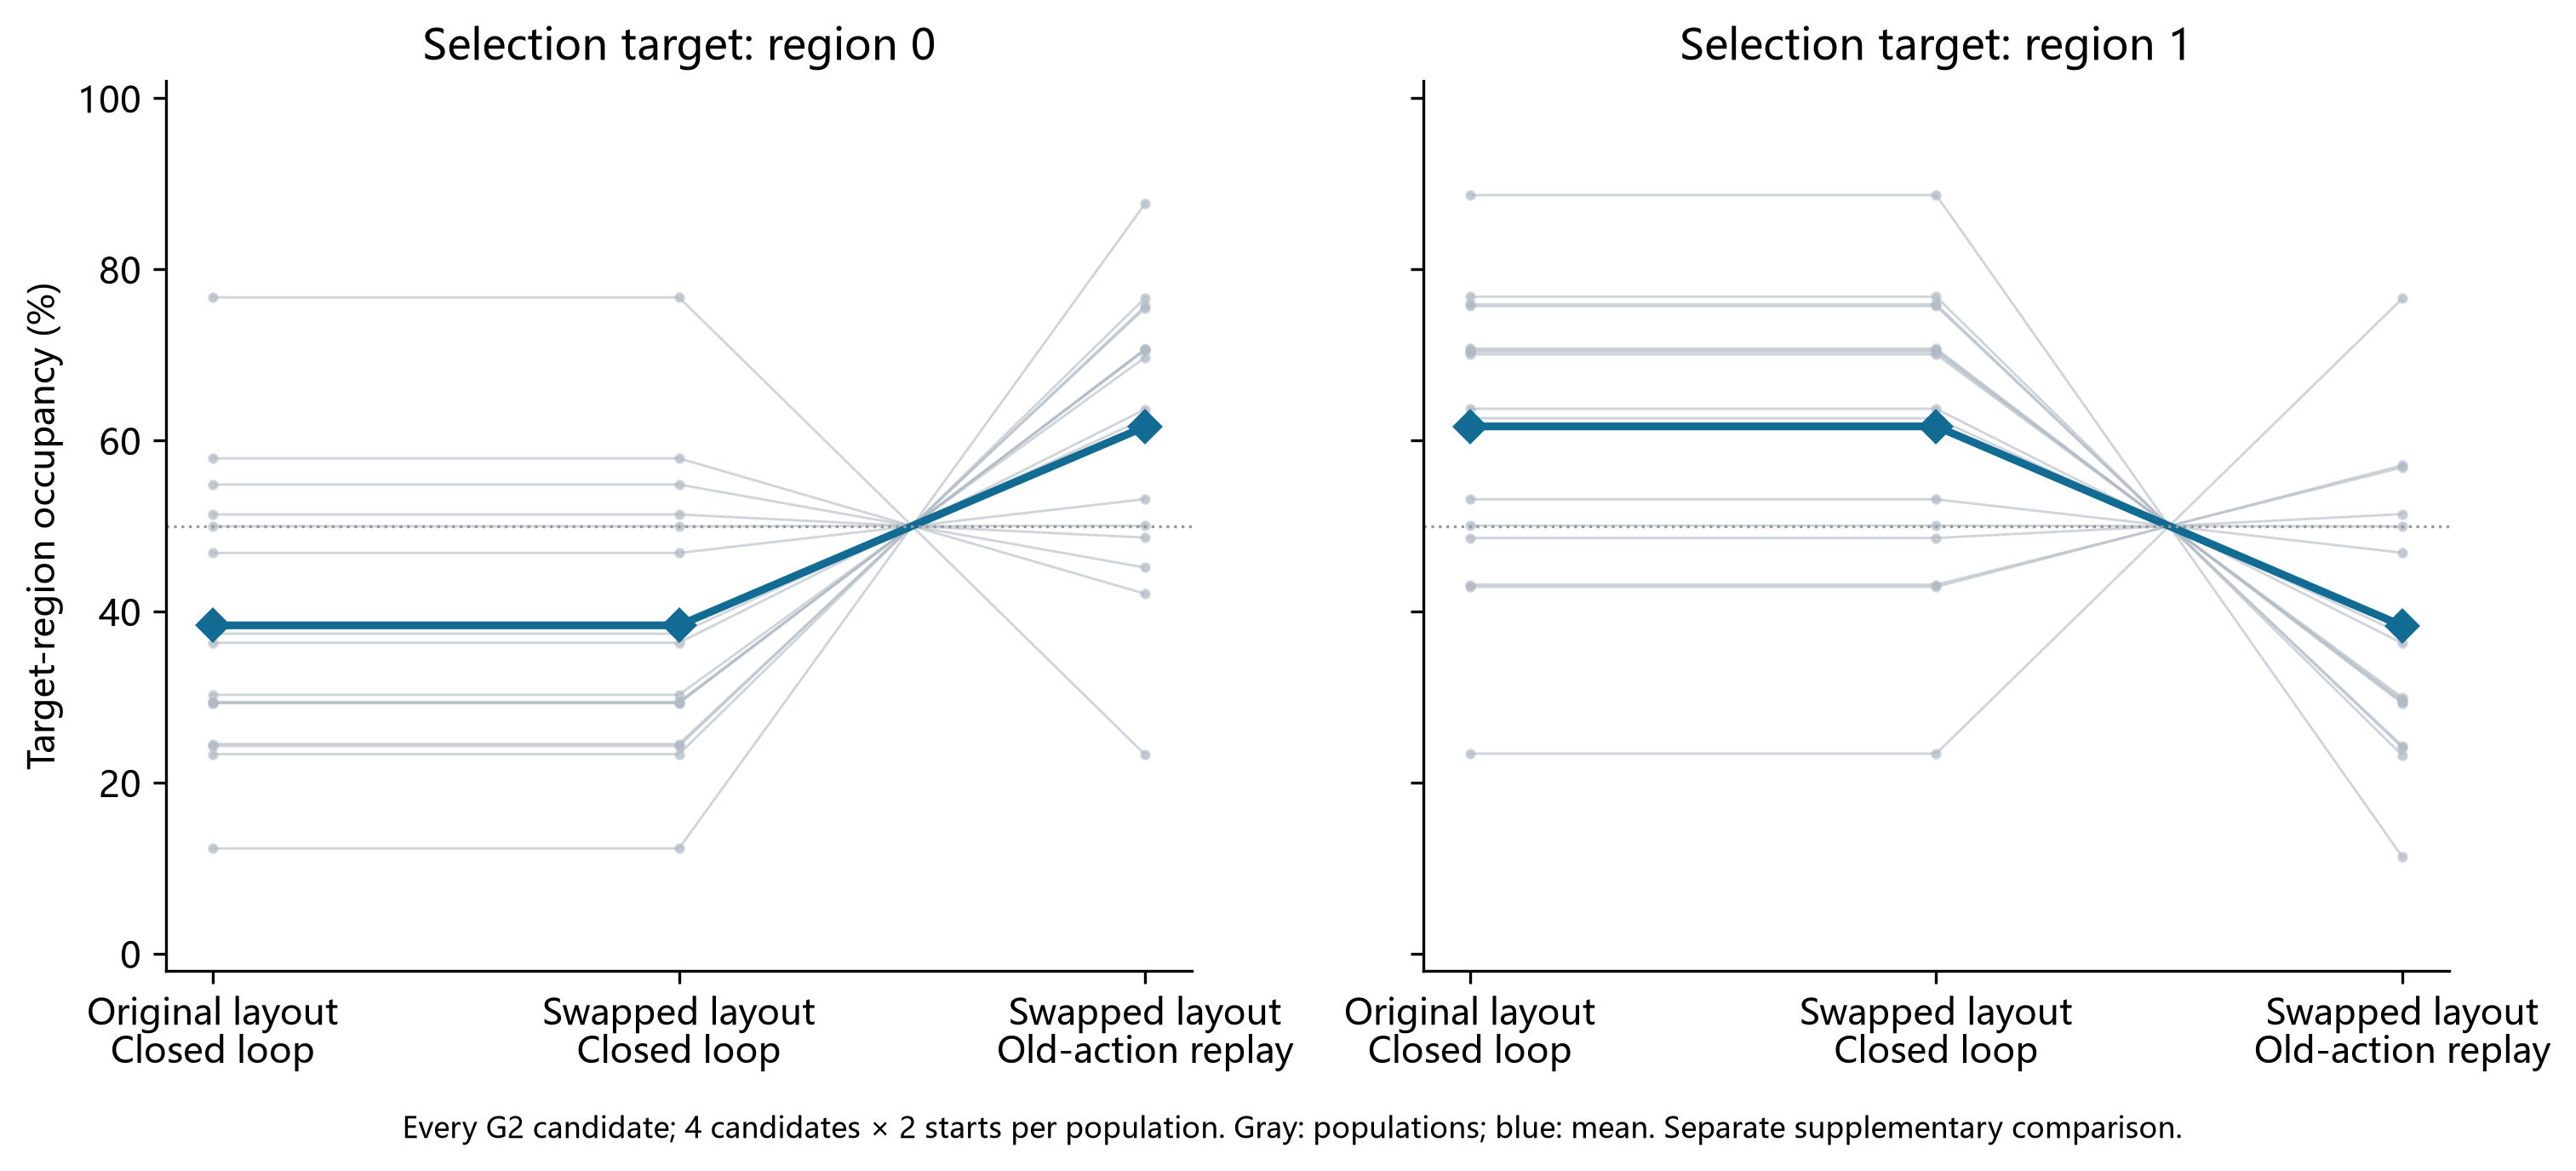 Selection target: region 0
Selection target: region 1
Target-region occupancy (%)
100
80
60
40
20
0
Original layout
Closed loop
Swapped layout
Closed loop
Swapped layout
Old-action replay
Original layout
Closed loop
Swapped layout
Closed loop
Swapped layout
Old-action replay
Every G2 candidate; 4 candidates × 2 starts per population. Gray: populations; blue: mean. Separate supplementary comparison.